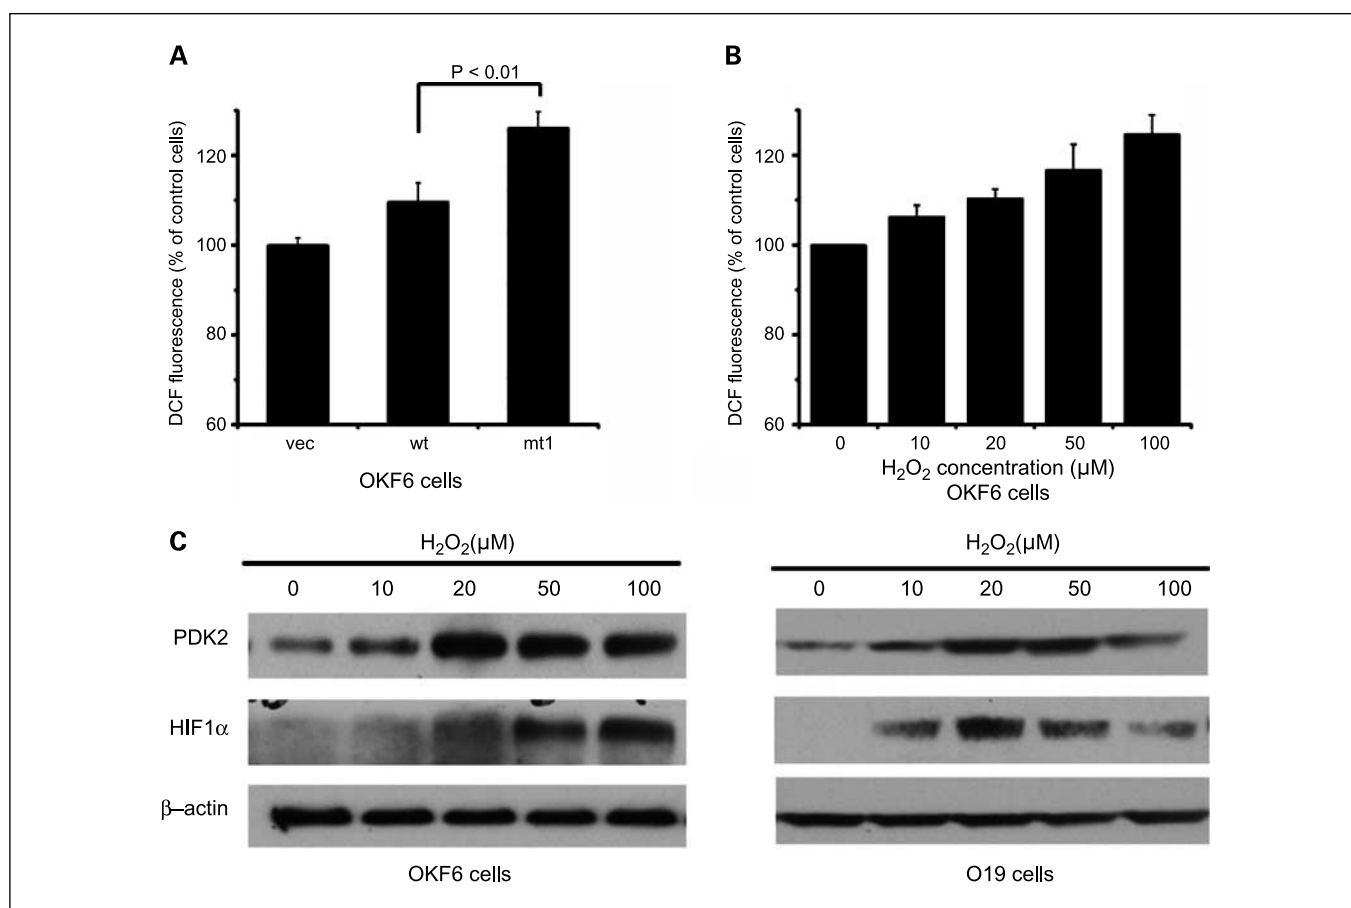 A
P < 0.01
DCF fluorescence (% of control cells)
120
100
80
60
vec wt mt1
OKF6 cells
B
DCF fluorescence (% of control cells)
120
100
80
60
0 10 20 50 100
H₂O₂ concentration (μM)
OKF6 cells
C
H₂O₂(μM)
0 10 20 50 100
PDK2
HIF1α
β–actin
OKF6 cells
H₂O₂(μM)
0 10 20 50 100
O19 cells